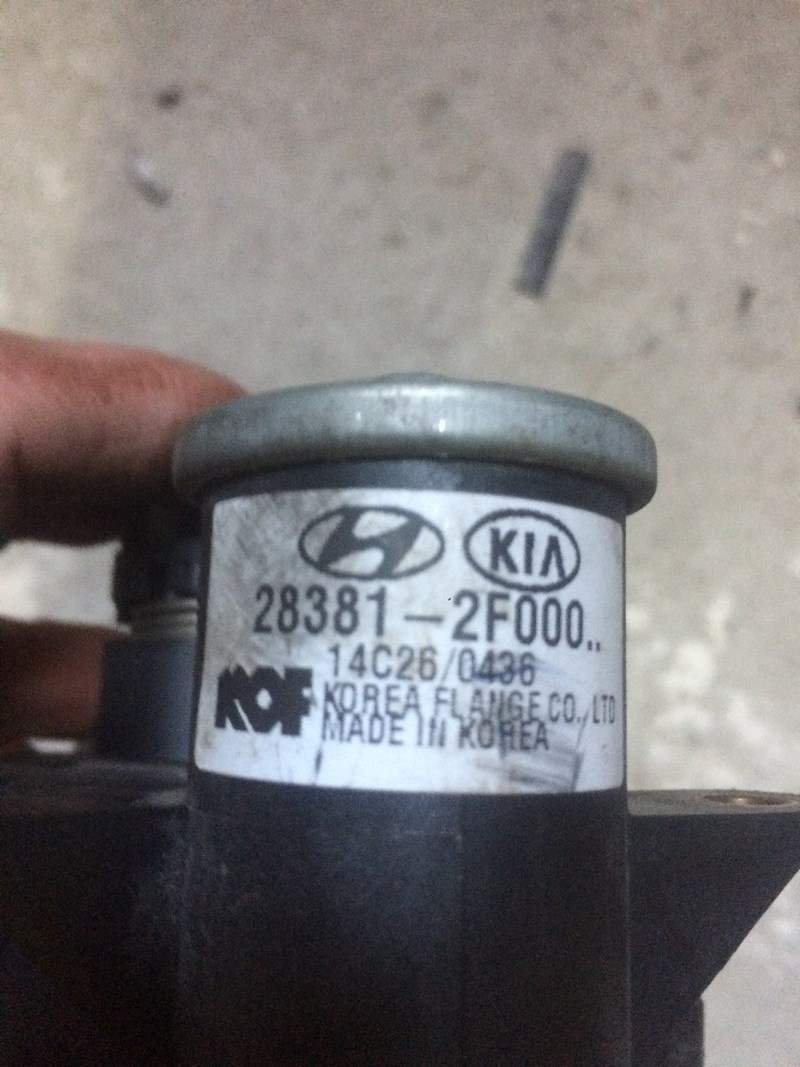 KIA
28381-2F000..
14C26/0436
KOF KOREA FLANGE CO., LTD
MADE IN KOREA